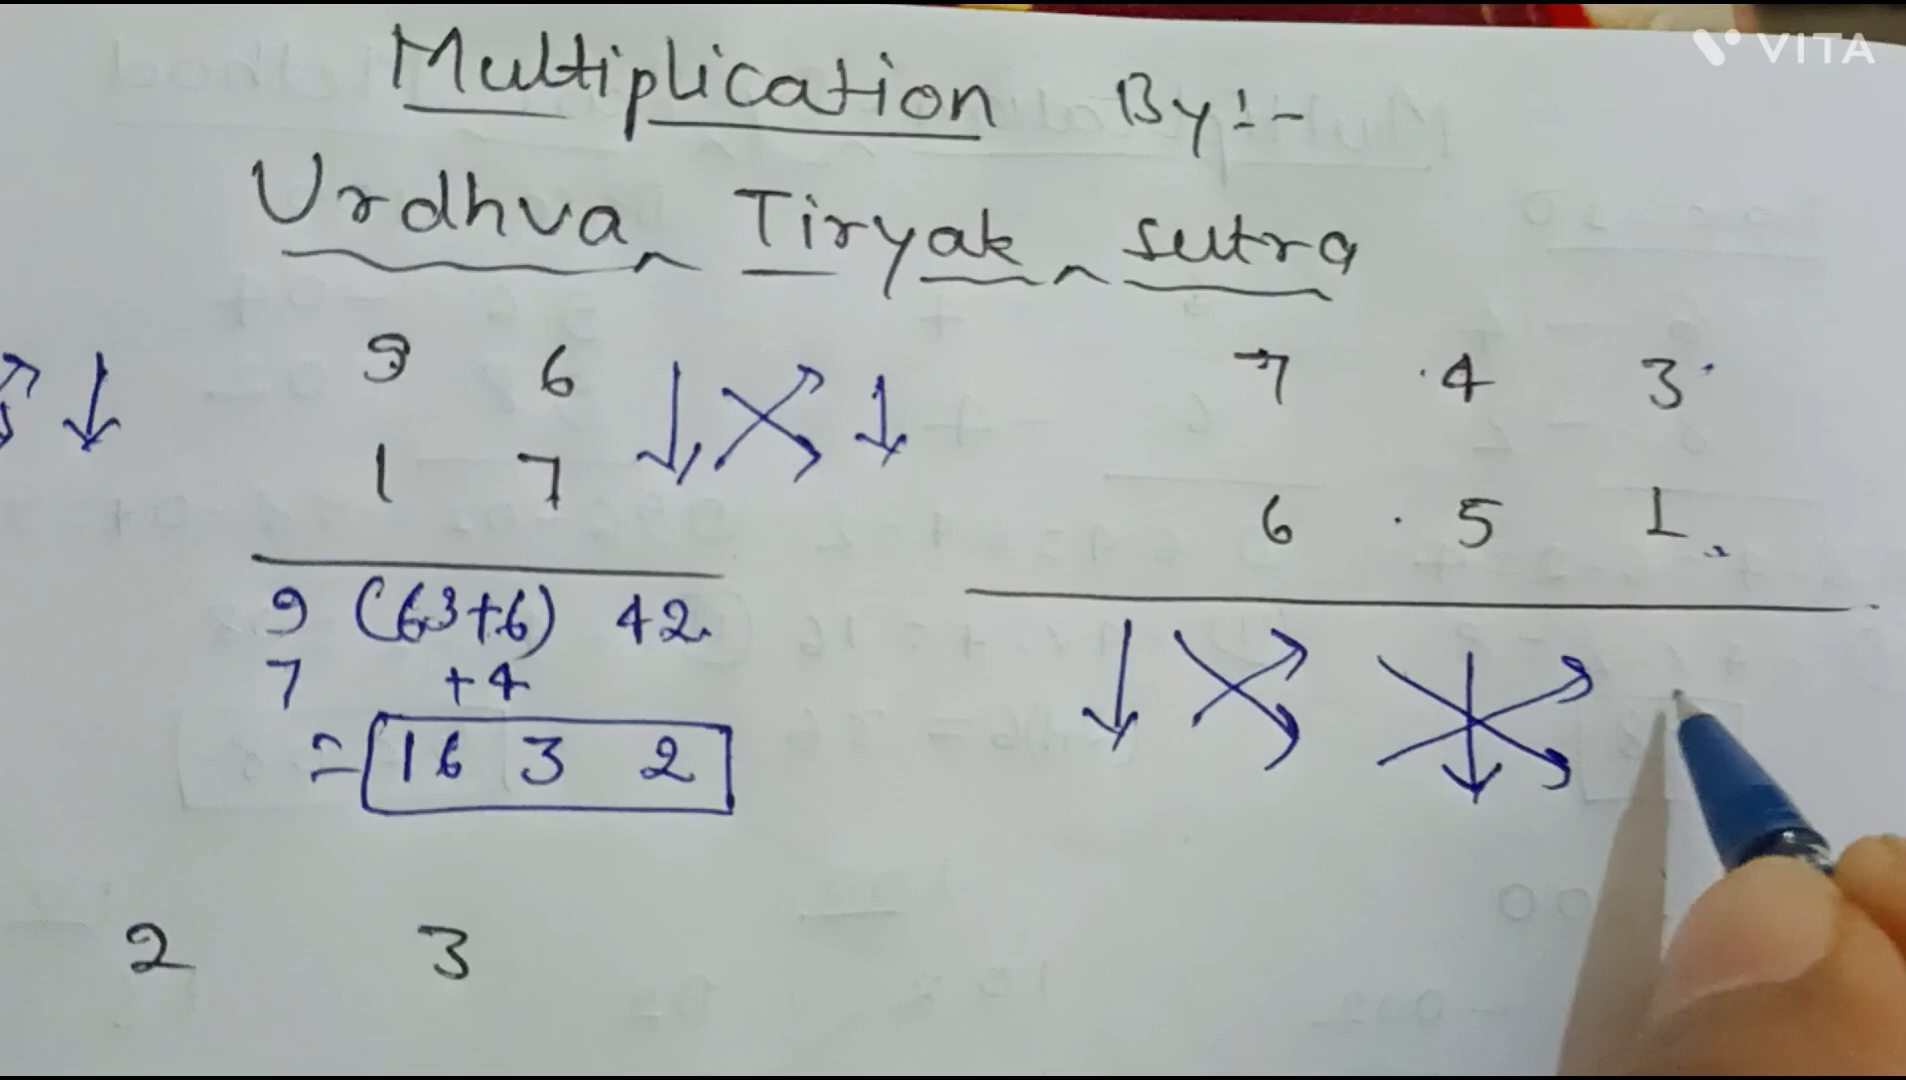 VITA
Multiplication By:-
Urdhva Tiryak sutra
9 6
1 7
9 (63+6) 42
7 +4
= 16 3 2
7 4 3
6 5 1
2 3